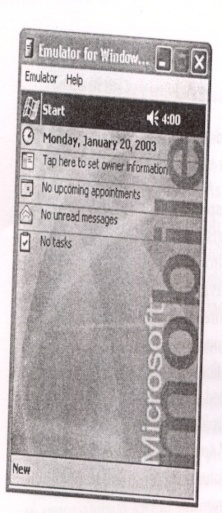 Emulator for Window...
Emulator Help
Start 4:00
Monday, January 20, 2003
Tap here to set owner information
No upcoming appointments
No unread messages
No tasks
Microsoft
mobile
New